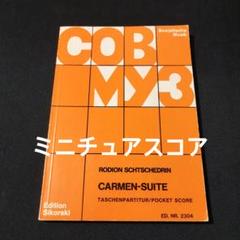 Sowjetische
Musik
СОВ
МУЗ
ミニチュアスコア
RODION SCHTSCHEDRIN
CARMEN-SUITE
TASCHENPARTITUR/POCKET SCORE
Edition
Sikorski
ED. NR. 2304